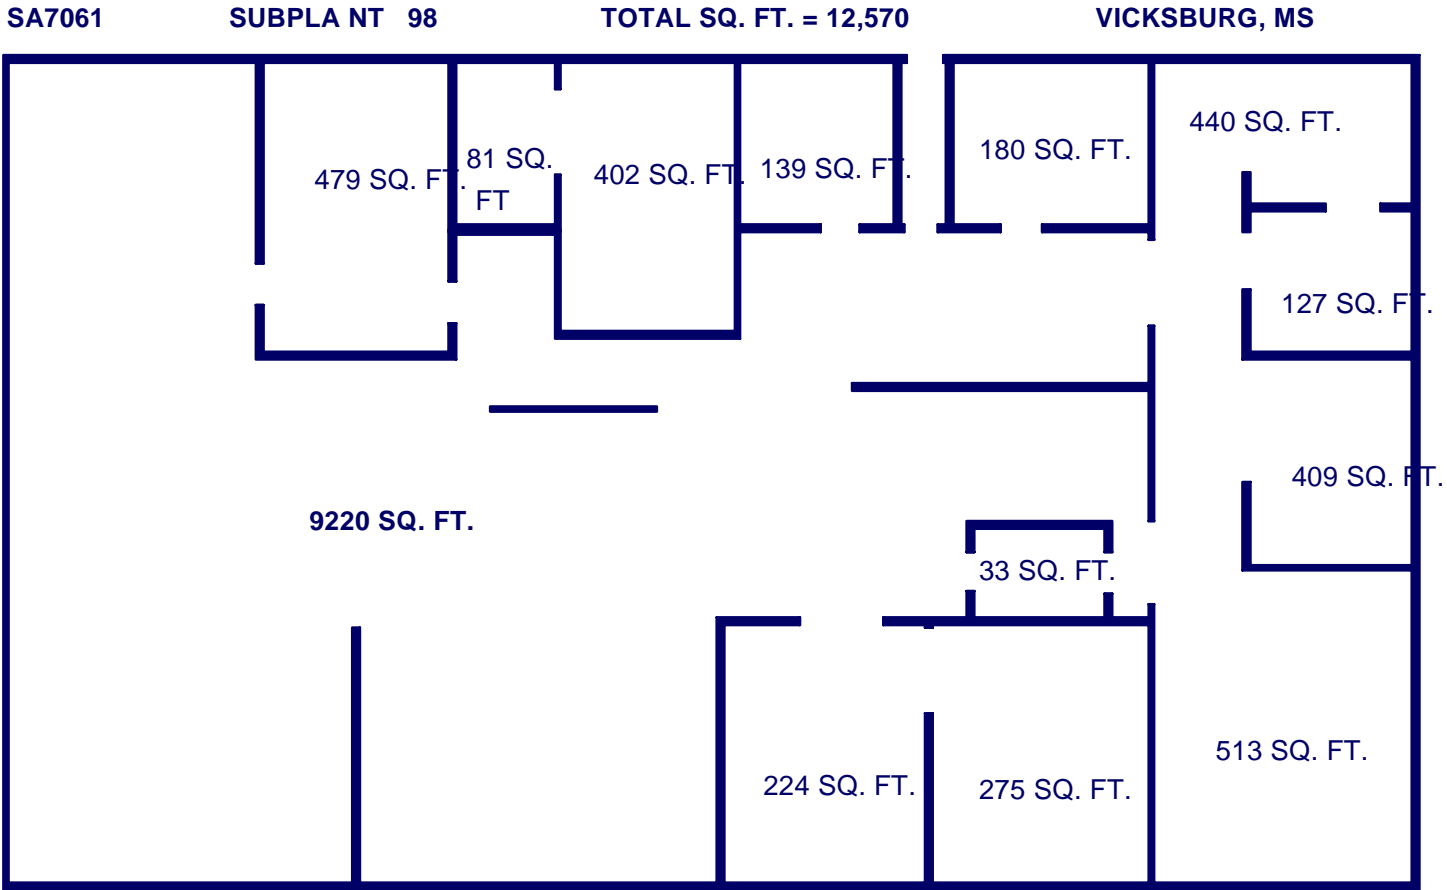 SA7061 SUBPLA NT 98 TOTAL SQ. FT. = 12,570 VICKSBURG, MS
440 SQ. FT.
180 SQ. FT.
81 SQ.
FT
479 SQ. FT.
402 SQ. FT.
139 SQ. FT.
127 SQ. FT.
409 SQ. FT.
9220 SQ. FT.
33 SQ. FT.
513 SQ. FT.
224 SQ. FT.
275 SQ. FT.